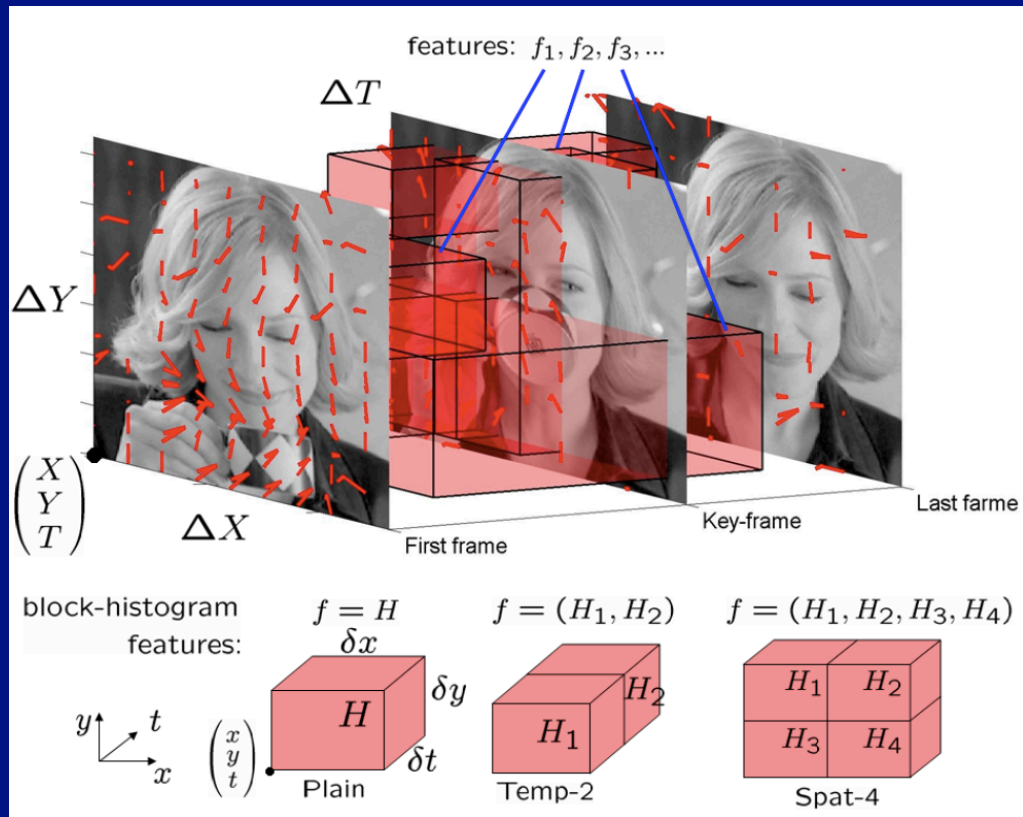 features: f₁, f₂, f₃, ...
ΔT
ΔY
(X Y T)
ΔX
First frame
Key-frame
Last farme
block-histogram
features:
f = H
f = (H₁, H₂)
f = (H₁, H₂, H₃, H₄)
δx
δy
δt
H
H₁
H₂
H₁ H₂
H₃ H₄
y
t
x
(x y t)
Plain
Temp-2
Spat-4